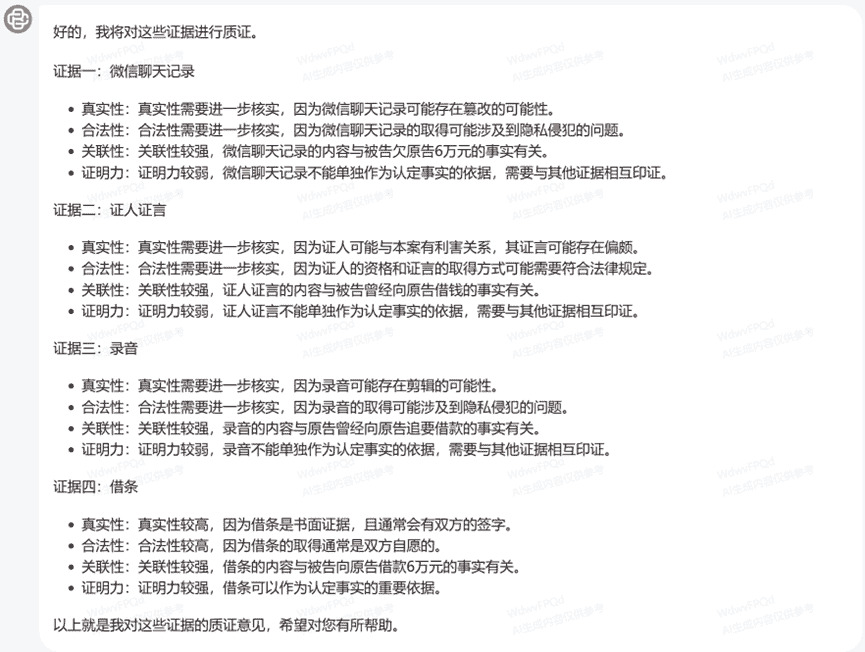 好的，我将对这些证据进行质证。
证据一：微信聊天记录
• 真实性：真实性需要进一步核实，因为微信聊天记录可能存在篡改的可能性。
• 合法性：合法性需要进一步核实，因为微信聊天记录的取得可能涉及到隐私侵犯的问题。
• 关联性：关联性较强，微信聊天记录的内容与被告欠原告6万元的事实有关。
• 证明力：证明力较弱，微信聊天记录不能单独作为认定事实的依据，需要与其他证据相互印证。
证据二：证人证言
• 真实性：真实性需要进一步核实，因为证人可能与本案有利害关系，其证言可能存在偏颇。
• 合法性：合法性需要进一步核实，因为证人的资格和证言的取得方式可能需要符合法律规定。
• 关联性：关联性较强，证人证言的内容与被告曾经向原告借钱的事实有关。
• 证明力：证明力较弱，证人证言不能单独作为认定事实的依据，需要与其他证据相互印证。
证据三：录音
• 真实性：真实性需要进一步核实，因为录音可能存在剪辑的可能性。
• 合法性：合法性需要进一步核实，因为录音的取得可能涉及到隐私侵犯的问题。
• 关联性：关联性较强，录音的内容与原告曾经向原告追要借款的事实有关。
• 证明力：证明力较弱，录音不能单独作为认定事实的依据，需要与其他证据相互印证。
证据四：借条
• 真实性：真实性较高，因为借条是书面证据，且通常会有双方的签字。
• 合法性：合法性较高，因为借条的取得通常是双方自愿的。
• 关联性：关联性较强，借条的内容与被告向原告借款6万元的事实有关。
• 证明力：证明力较强，借条可以作为认定事实的重要依据。
以上就是我对这些证据的质证意见，希望对您有所帮助。
WdwvFPQd
AI生成内容仅供参考